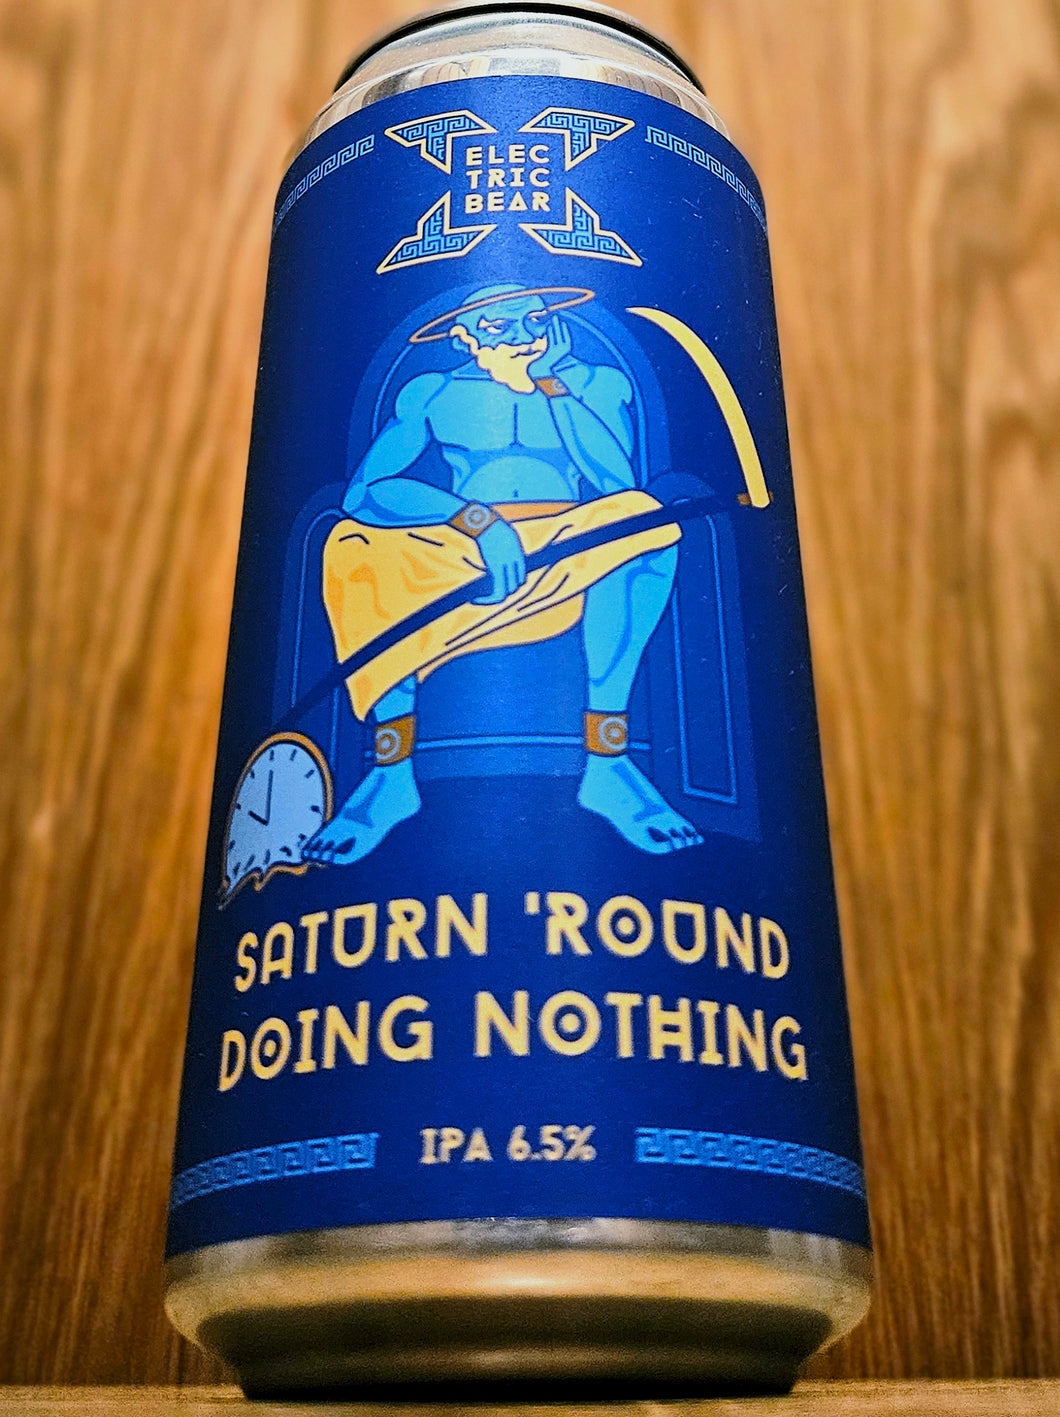 ELEC
TRIC
BEAR
SATURN 'ROUND
DOING NOTHING
IPA 6.5%